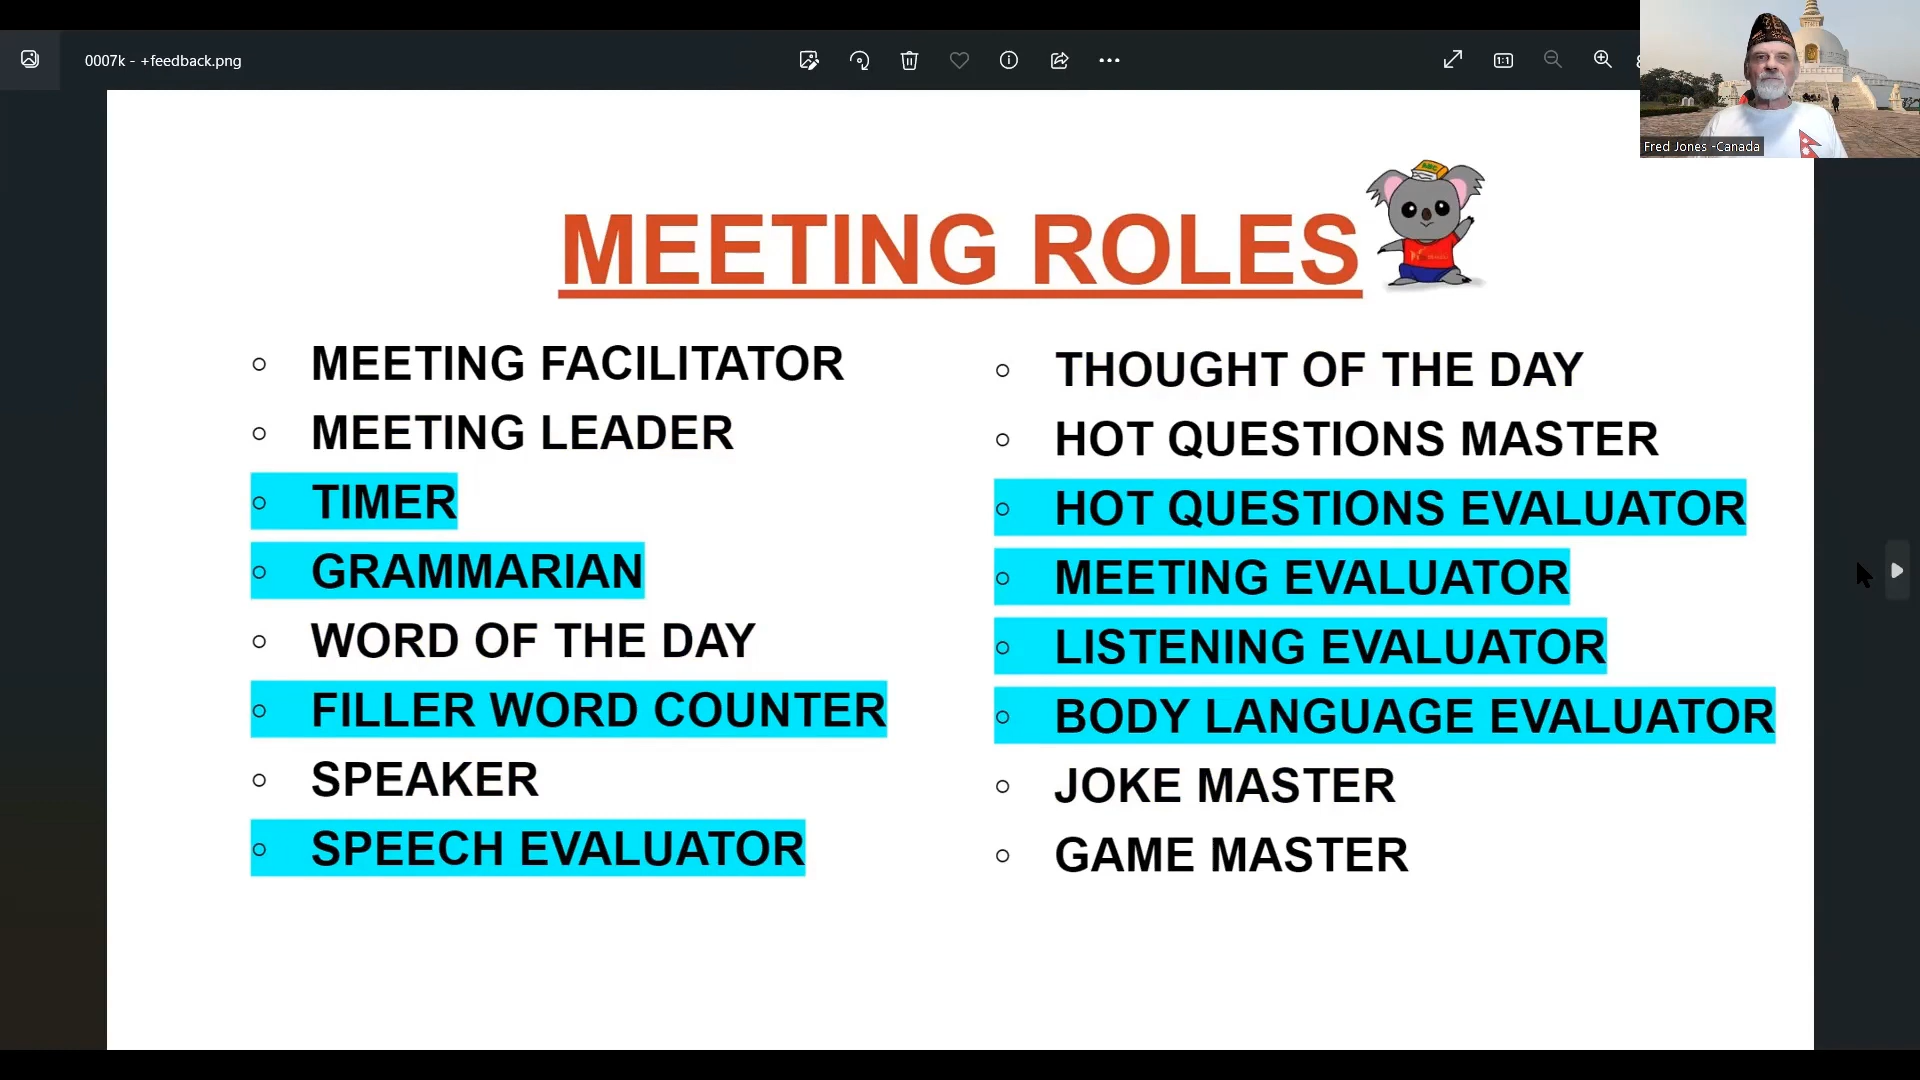 0007k - +feedback.png
Fred Jones -Canada
MEETING ROLES
MEETING FACILITATOR
MEETING LEADER
TIMER
GRAMMARIAN
WORD OF THE DAY
FILLER WORD COUNTER
SPEAKER
SPEECH EVALUATOR
THOUGHT OF THE DAY
HOT QUESTIONS MASTER
HOT QUESTIONS EVALUATOR
MEETING EVALUATOR
LISTENING EVALUATOR
BODY LANGUAGE EVALUATOR
JOKE MASTER
GAME MASTER